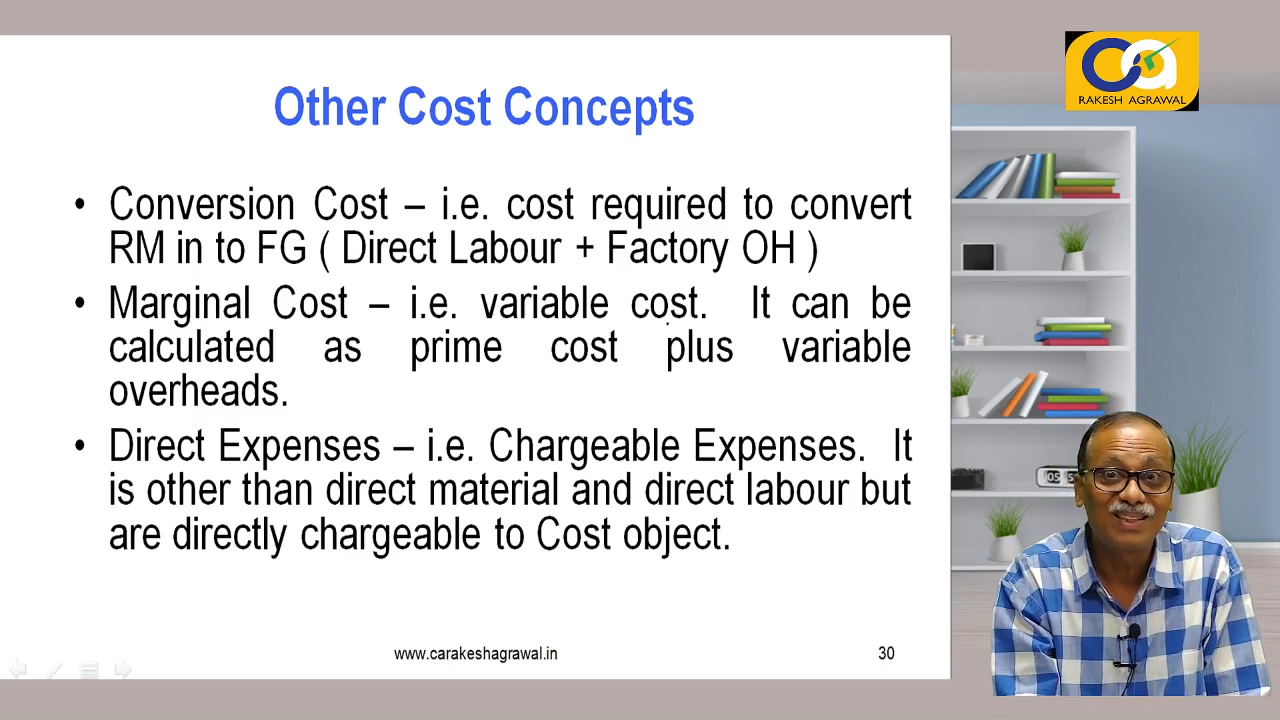 Other Cost Concepts
• Conversion Cost – i.e. cost required to convert
RM in to FG ( Direct Labour + Factory OH )
• Marginal Cost – i.e. variable cost. It can be
calculated as prime cost plus variable
overheads.
• Direct Expenses – i.e. Chargeable Expenses. It
is other than direct material and direct labour but
are directly chargeable to Cost object.
www.carakeshagrawal.in
30
ca
RAKESH AGRAWAL